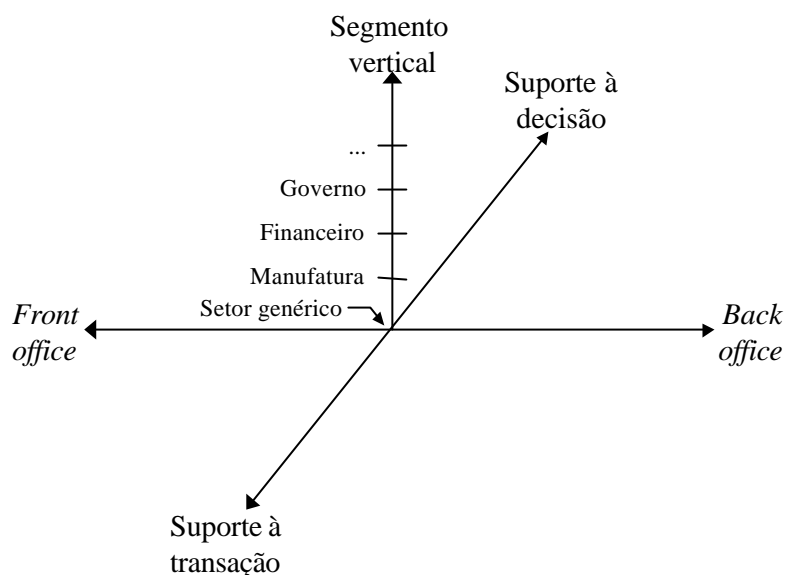 Segmento
vertical
Suporte à
decisão
...
Governo
Financeiro
Manufatura
Setor genérico
Front
office
Back
office
Suporte à
transação